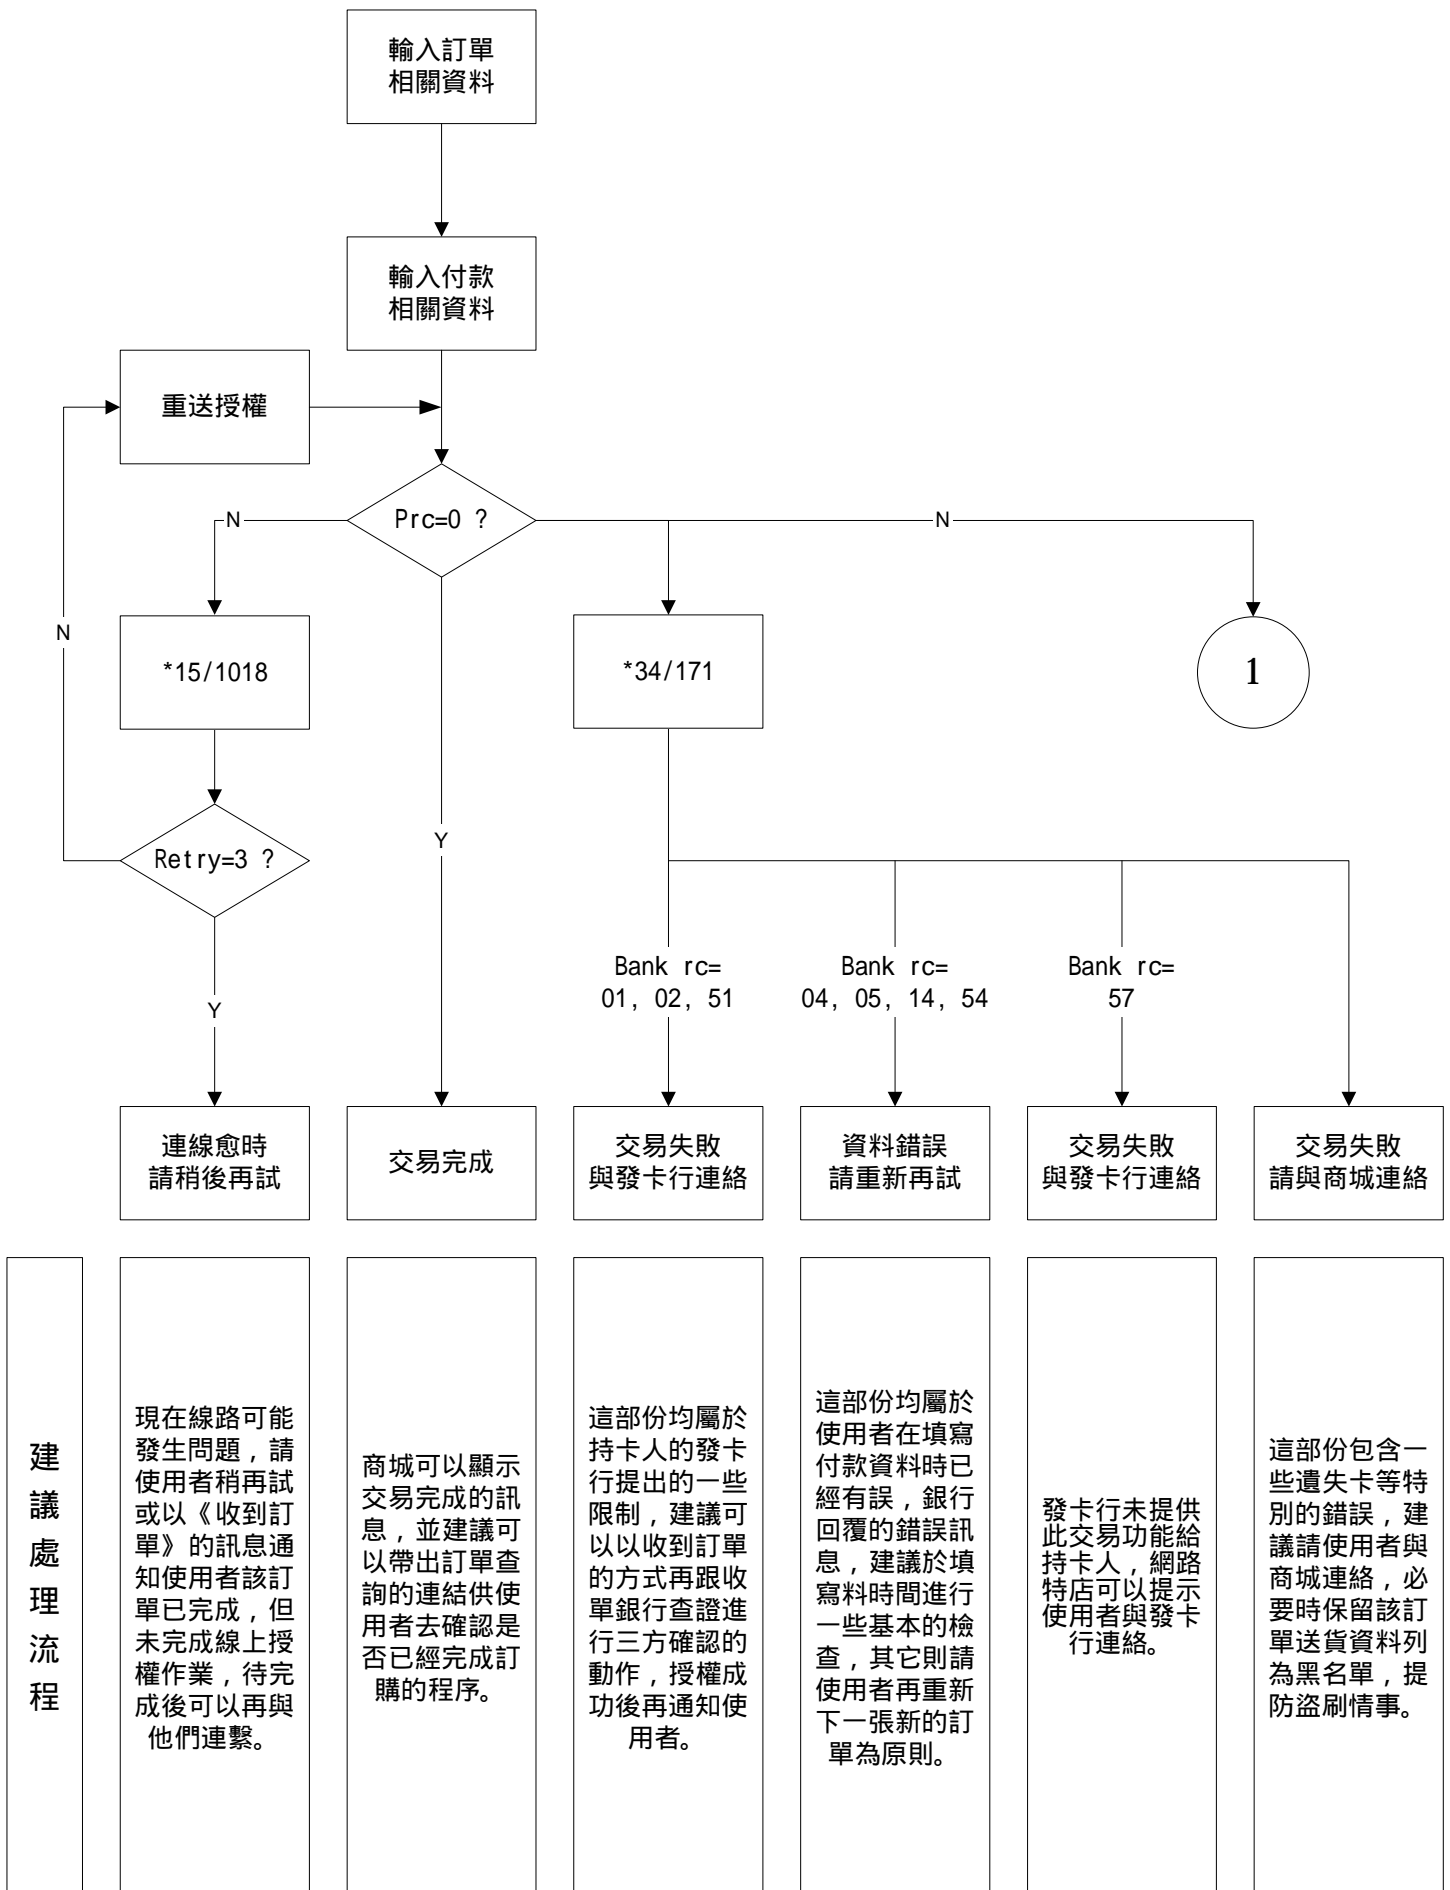 輸入訂單
相關資料
輸入付款
相關資料
重送授權
Prc=0 ?
N
N
N
*15/1018
*34/171
1
Retry=3 ?
Y
Y
Bank rc=
01, 02, 51
Bank rc=
04, 05, 14, 54
Bank rc=
57
連線愈時
請稍後再試
交易完成
交易失敗
與發卡行連絡
資料錯誤
請重新再試
交易失敗
與發卡行連絡
交易失敗
請與商城連絡
建
議
處
理
流
程
現在線路可能
發生問題，請
使用者稍再試
或以《收到訂
單》的訊息通
知使用者該訂
單已完成，但
未完成線上授
權作業，待完
成後可以再與
他們連繫。
商城可以顯示
交易完成的訊
息，並建議可
以帶出訂單查
詢的連結供使
用者去確認是
否已經完成訂
購的程序。
這部份均屬於
持卡人的發卡
行提出的一些
限制，建議可
以以收到訂單
的方式再跟收
單銀行查證進
行三方確認的
動作，授權成
功後再通知使
用者。
這部份均屬於
使用者在填寫
付款資料時已
經有誤，銀行
回覆的錯誤訊
息，建議於填
寫料時間進行
一些基本的檢
查，其它則請
使用者再重新
下一張新的訂
單為原則。
發卡行未提供
此交易功能給
持卡人，網路
特店可以提示
使用者與發卡
行連絡。
這部份包含一
些遺失卡等特
別的錯誤，建
議請使用者與
商城連絡，必
要時保留該訂
單送貨資料列
為黑名單，提
防盜刷情事。